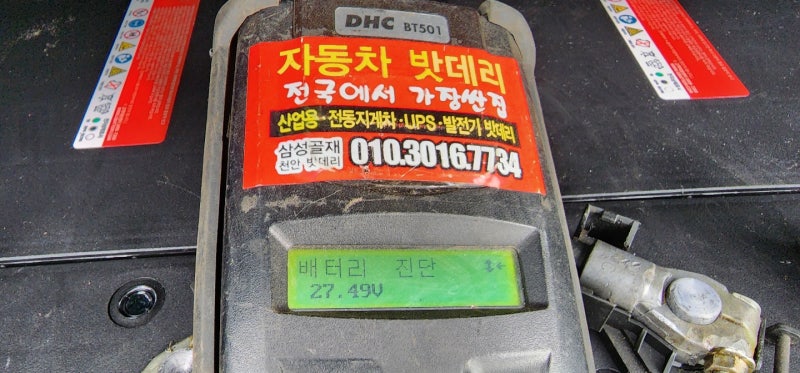 DHC BT501
자동차 밧데리
전국에서 가장싼집
산업용·전동지게차·UPS·발전기 밧데리
삼성골재
천안 밧데리
010.3016.7734
배터리 진단
27.49V